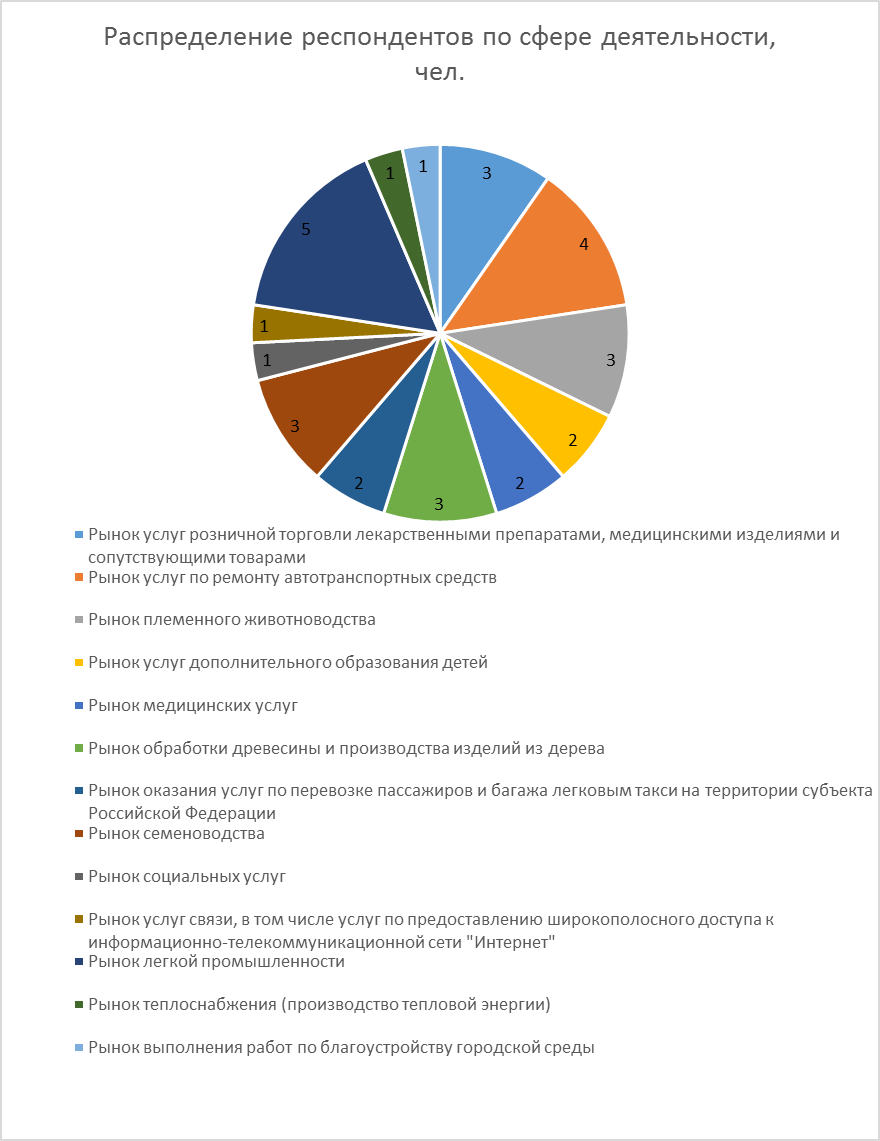 Распределение респондентов по сфере деятельности,
чел.
1
1
3
5
4
1
1
3
3
2
2
2
3
Рынок услуг розничной торговли лекарственными препаратами, медицинскими изделиями и
сопутствующими товарами
Рынок услуг по ремонту автотранспортных средств
Рынок племенного животноводства
Рынок услуг дополнительного образования детей
Рынок медицинских услуг
Рынок обработки древесины и производства изделий из дерева
Рынок оказания услуг по перевозке пассажиров и багажа легковым такси на территории субъекта
Российской Федерации
Рынок семеноводства
Рынок социальных услуг
Рынок услуг связи, в том числе услуг по предоставлению широкополосного доступа к
информационно-телекоммуникационной сети "Интернет"
Рынок легкой промышленности
Рынок теплоснабжения (производство тепловой энергии)
Рынок выполнения работ по благоустройству городской среды